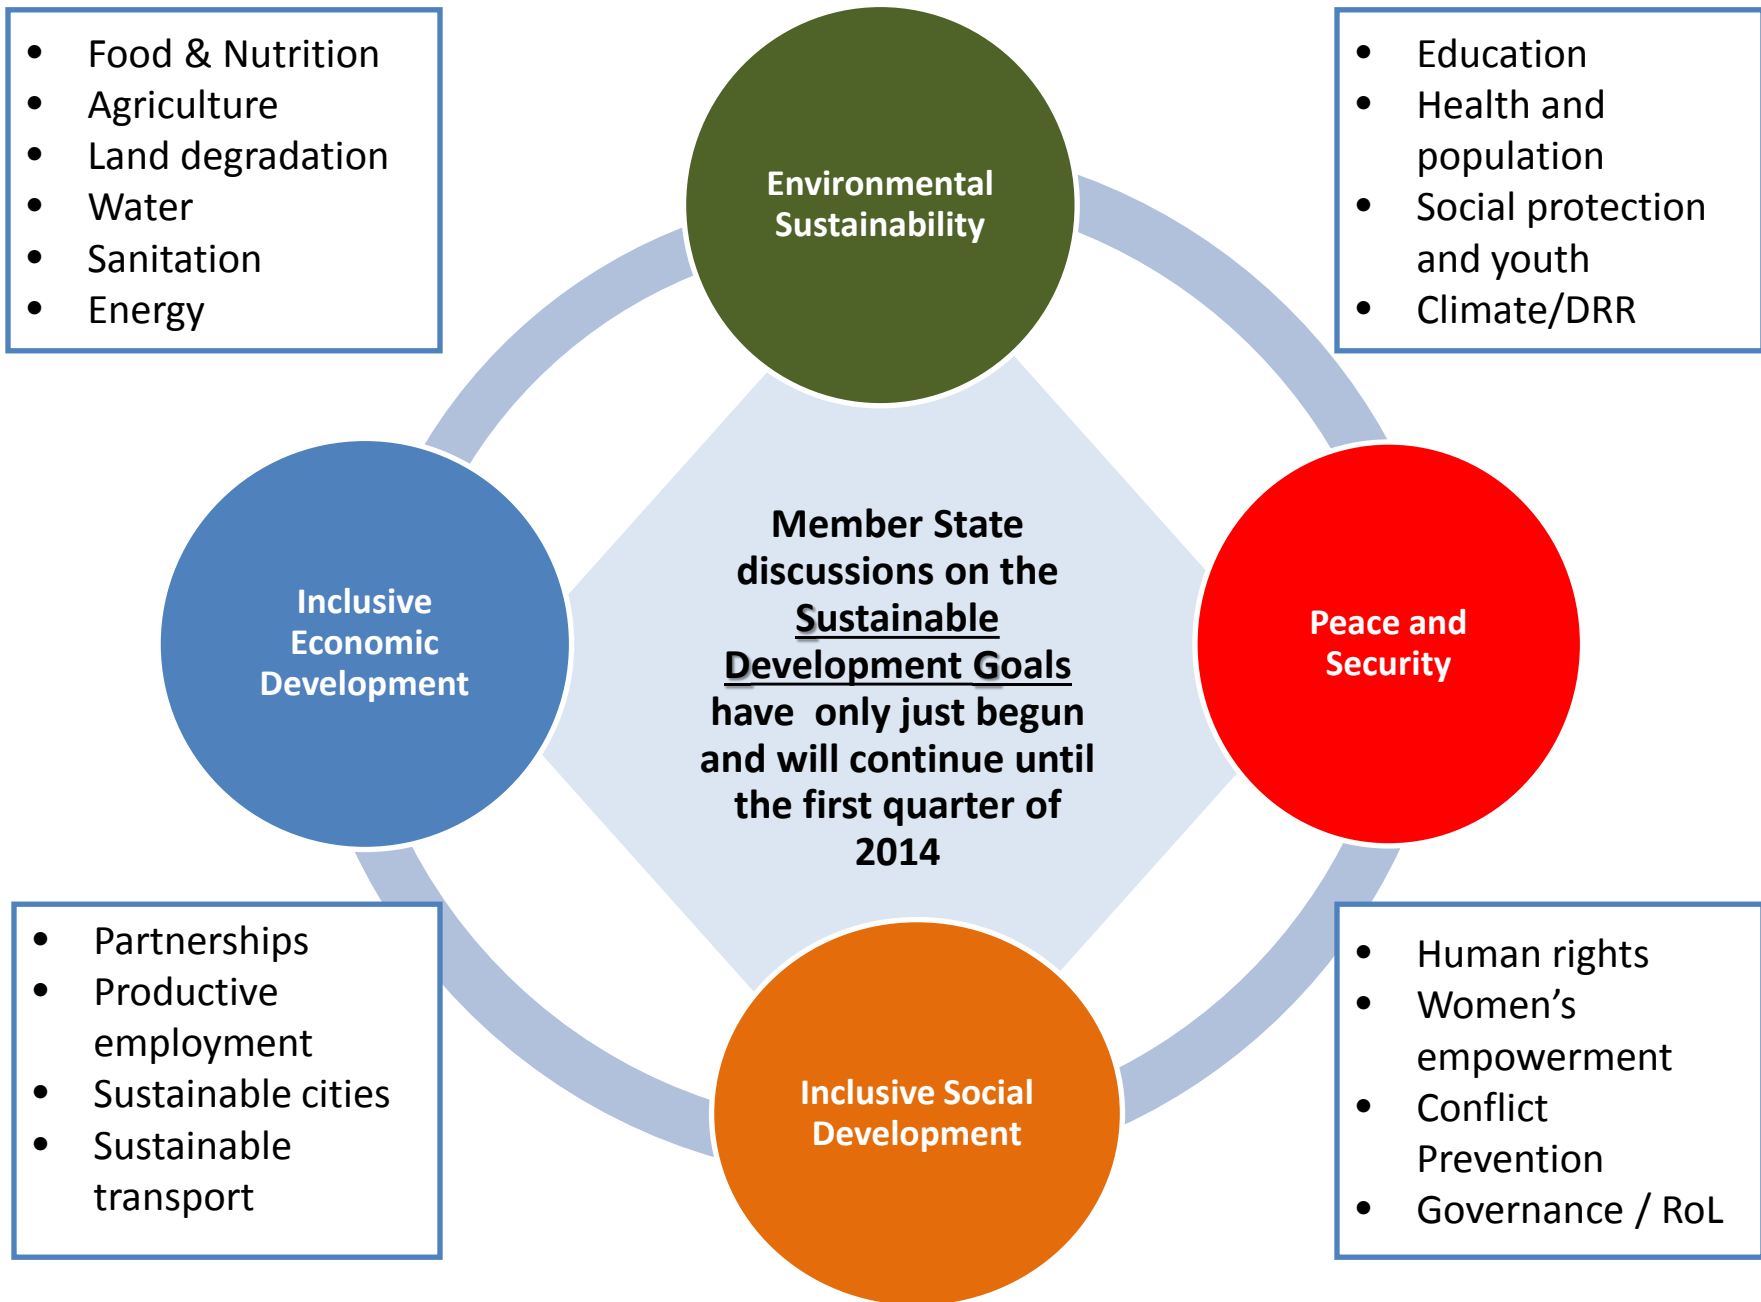 • Food & Nutrition
• Agriculture
• Land degradation
• Water
• Sanitation
• Energy
Environmental
Sustainability
• Education
• Health and
population
• Social protection
and youth
• Climate/DRR
Inclusive
Economic
Development
Member State
discussions on the
Sustainable
Development Goals
have  only just begun
and will continue until
the first quarter of
2014
Peace and
Security
• Partnerships
• Productive
employment
• Sustainable cities
• Sustainable
transport
Inclusive Social
Development
• Human rights
• Women’s
empowerment
• Conflict
Prevention
• Governance / RoL